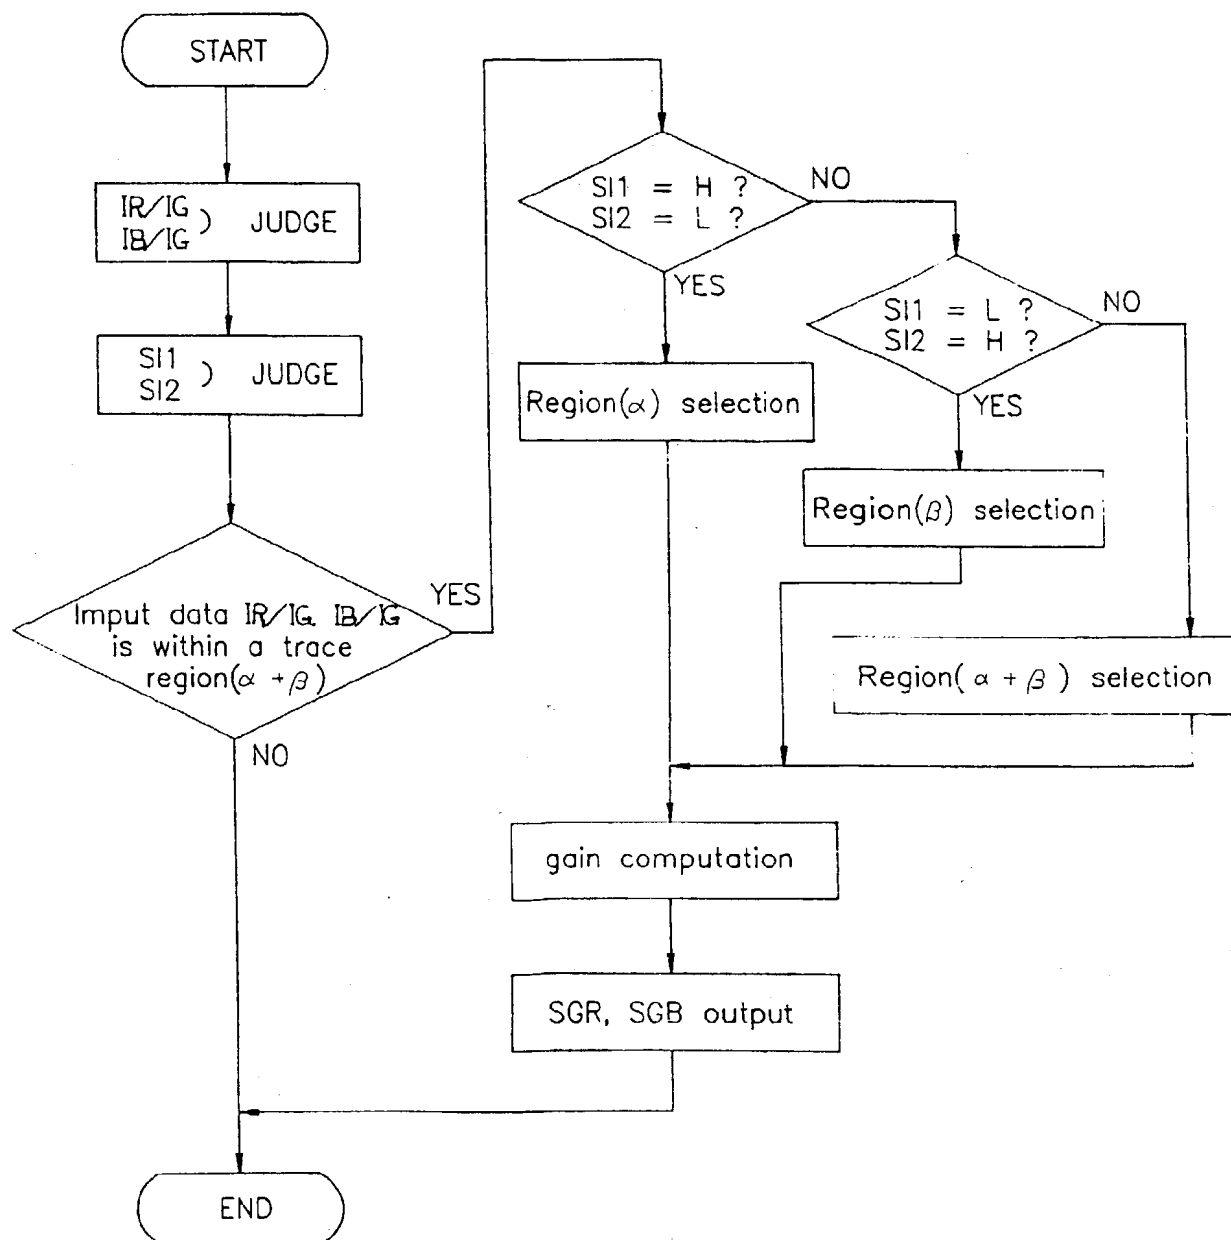 START
IR/IG
IB/IG ) JUDGE
SI1
SI2 ) JUDGE
Imput data IR/IG. IB/IG
is within a trace
region(α + β)
YES
NO
SI1 = H ?
SI2 = L ?
NO
YES
Region(α) selection
SI1 = L ?
SI2 = H ?
NO
YES
Region(β) selection
Region( α + β ) selection
gain computation
SGR, SGB output
END